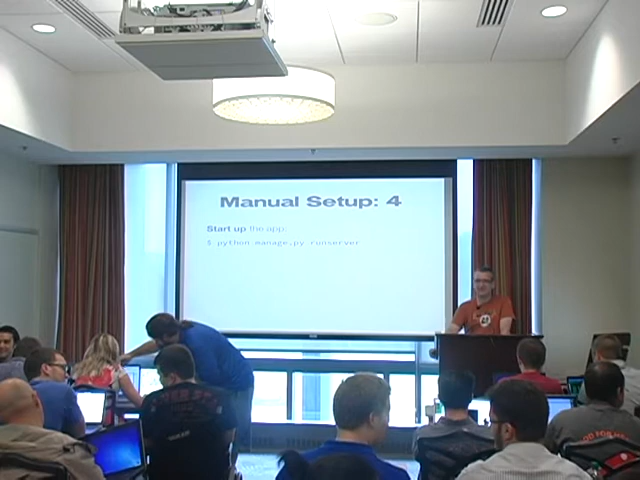 Manual Setup: 4
Start up the app:
$ python manage.py runserver